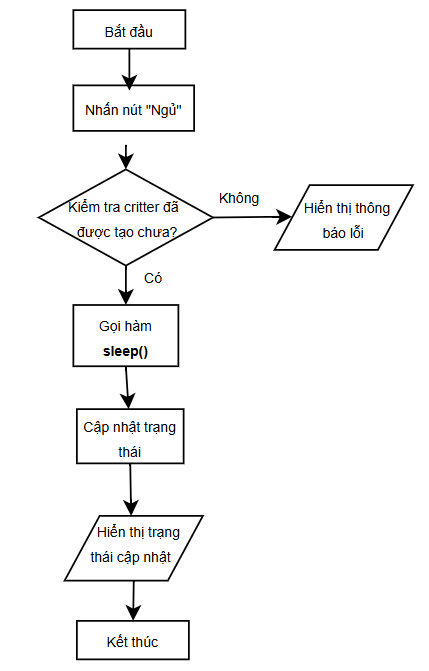 Bắt đầu
Nhấn nút "Ngủ"
Kiểm tra critter đã
được tạo chưa?
Không
Hiển thị thông
báo lỗi
Có
Gọi hàm
sleep()
Cập nhật trạng
thái
Hiển thị trạng
thái cập nhật
Kết thúc